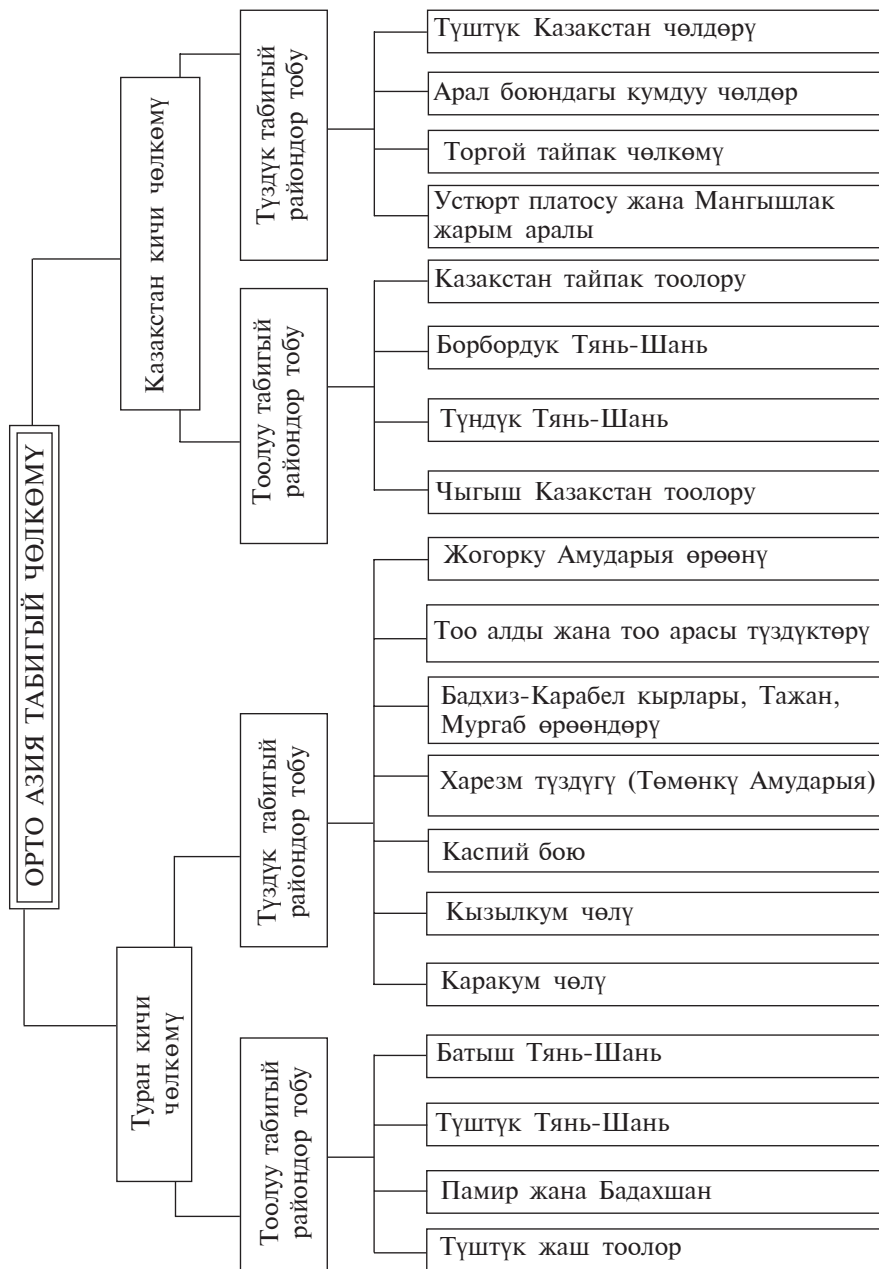 ОРТО АЗИЯ ТАБИГЫЙ ЧӨЛКӨМҮ
Казакстан кичи чөлкөмү
Түздүк табигый
райондор тобу
Түштүк Казакстан чөлдөрү
Арал боюндагы кумдуу чөлдөр
Торгой тайпак чөлкөмү
Устюрт платосу жана Мангышлак
жарым аралы
Тоолуу табигый
райондор тобу
Казакстан тайпак тоолору
Борбордук Тянь-Шань
Түндүк Тянь-Шань
Чыгыш Казакстан тоолору
Туран кичи
чөлкөмү
Түздүк табигый
райондор тобу
Жогорку Амударыя өрөөнү
Тоо алды жана тоо арасы түздүктөрү
Бадхиз-Карабел кырлары, Тажан,
Мургаб өрөөндөрү
Харезм түздүгү (Төмөнкү Амударыя)
Каспий бою
Кызылкум чөлү
Каракум чөлү
Тоолуу табигый
райондор тобу
Батыш Тянь-Шань
Түштүк Тянь-Шань
Памир жана Бадахшан
Түштүк жаш тоолор